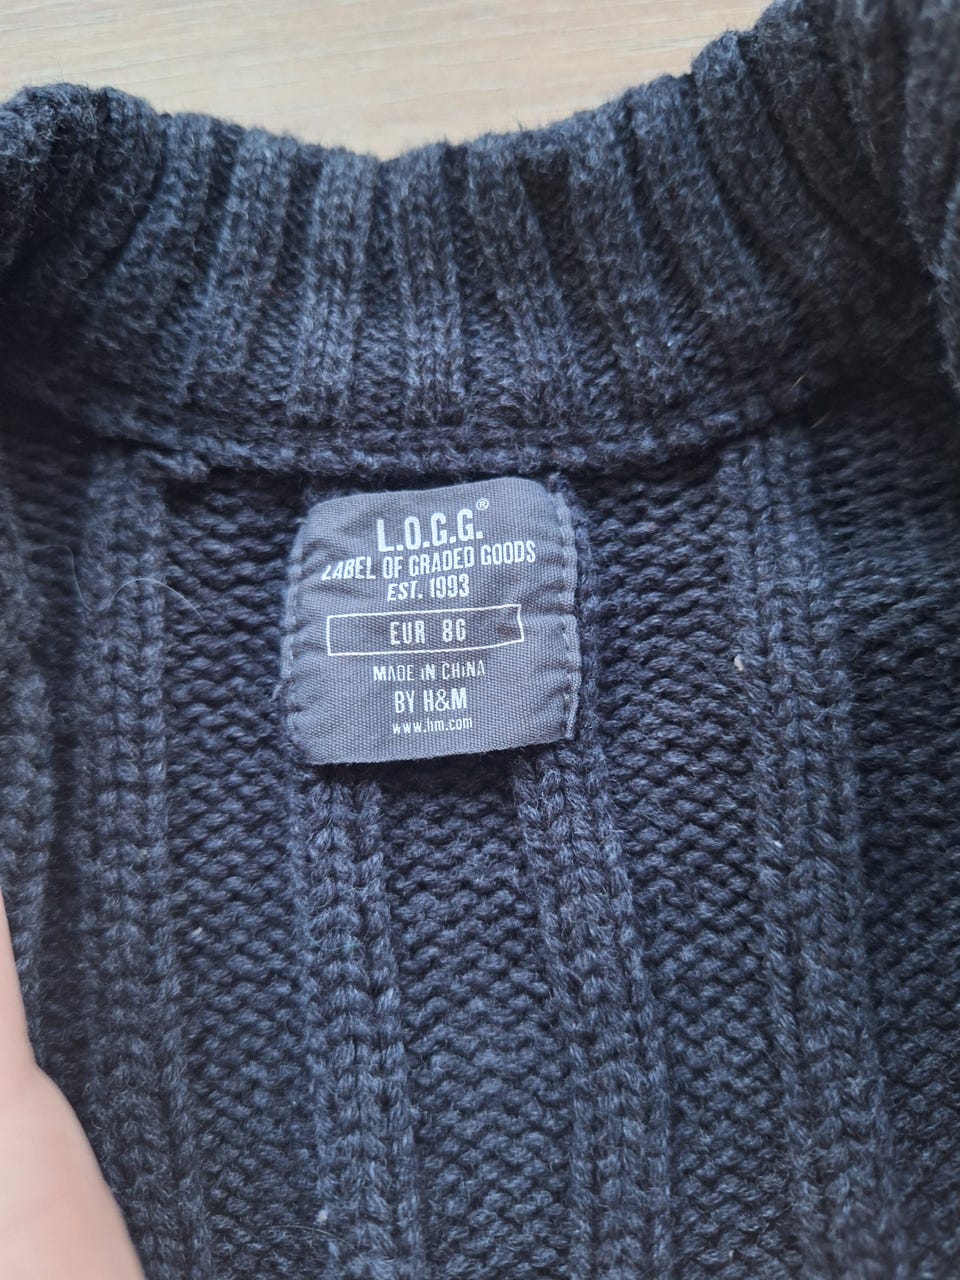 L.O.G.G.®
LABEL OF GRADED GOODS
EST. 1993
EUR 86
MADE IN CHINA
BY H&M
www.hm.com